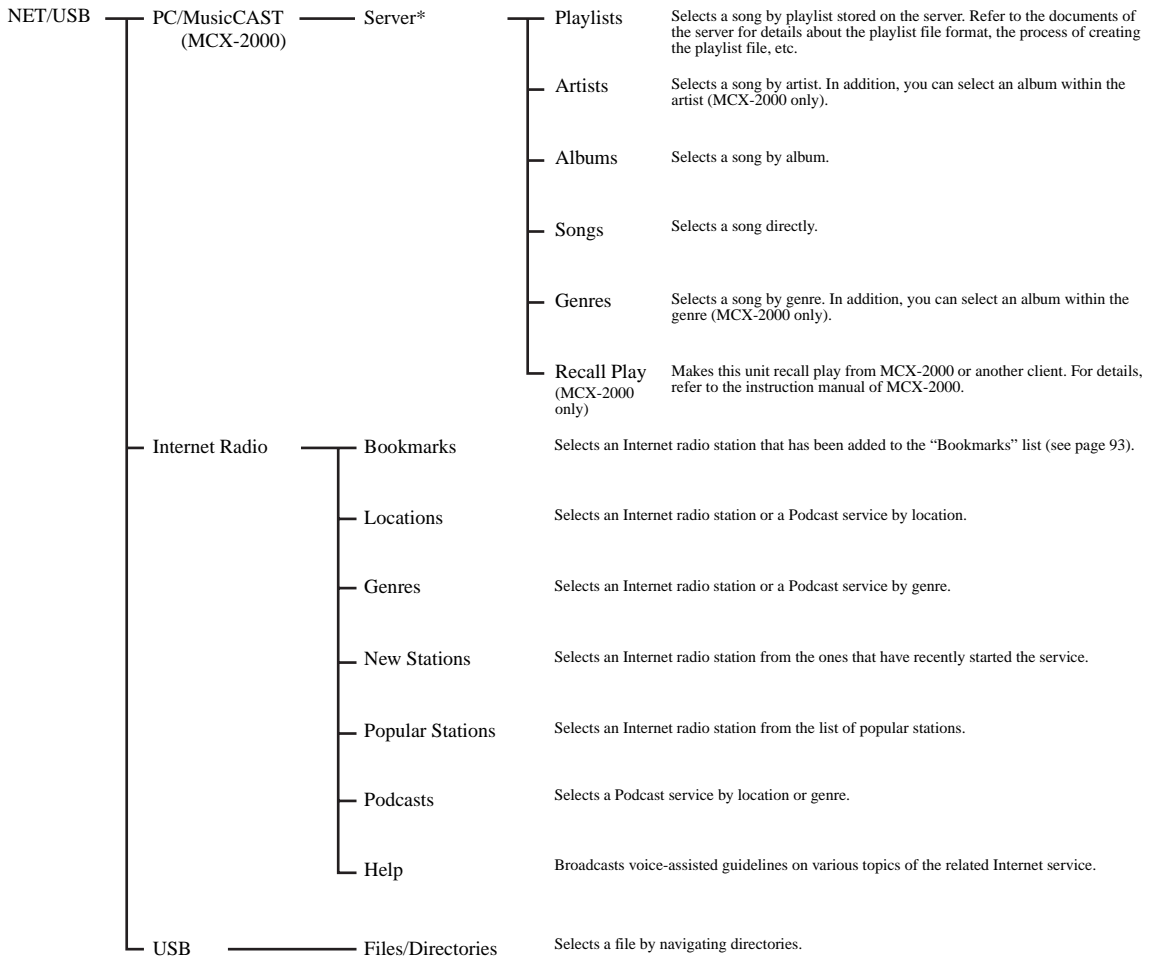 NET/USB PC/MusicCAST Server* Playlists Selects a song by playlist stored on the server. Refer to the documents of
(MCX-2000) the server for details about the playlist file format, the process of creating
the playlist file, etc.
Artists Selects a song by artist. In addition, you can select an album within the
artist (MCX-2000 only).
Albums Selects a song by album.
Songs Selects a song directly.
Genres Selects a song by genre. In addition, you can select an album within the
genre (MCX-2000 only).
Recall Play Makes this unit recall play from MCX-2000 or another client. For details,
(MCX-2000 refer to the instruction manual of MCX-2000.
only)
Internet Radio Bookmarks Selects an Internet radio station that has been added to the “Bookmarks” list (see page 93).
Locations Selects an Internet radio station or a Podcast service by location.
Genres Selects an Internet radio station or a Podcast service by genre.
New Stations Selects an Internet radio station from the ones that have recently started the service.
Popular Stations Selects an Internet radio station from the list of popular stations.
Podcasts Selects a Podcast service by location or genre.
Help Broadcasts voice-assisted guidelines on various topics of the related Internet service.
USB Files/Directories Selects a file by navigating directories.